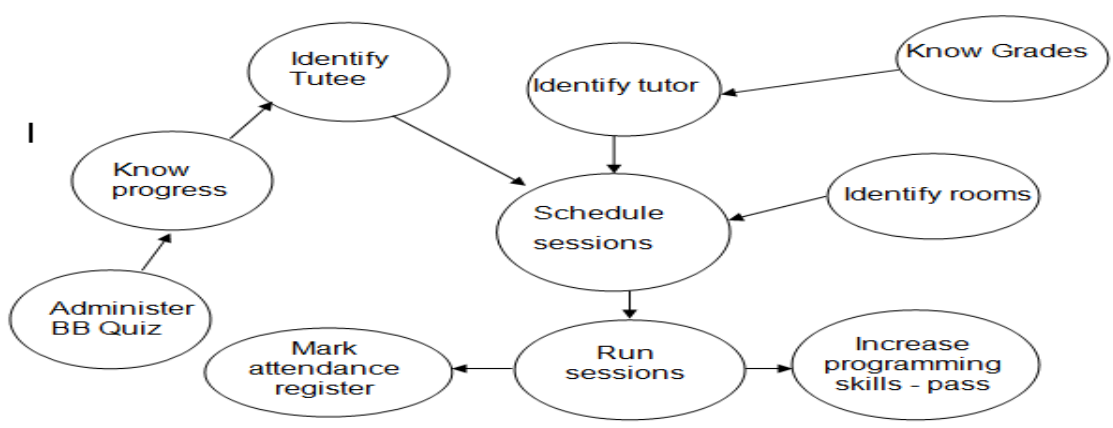 Identify
Tutee
Identify tutor
Know Grades
I
Know
progress
Schedule
sessions
Identify rooms
Administer
BB Quiz
Mark
attendance
register
Run
sessions
Increase
programming
skills - pass